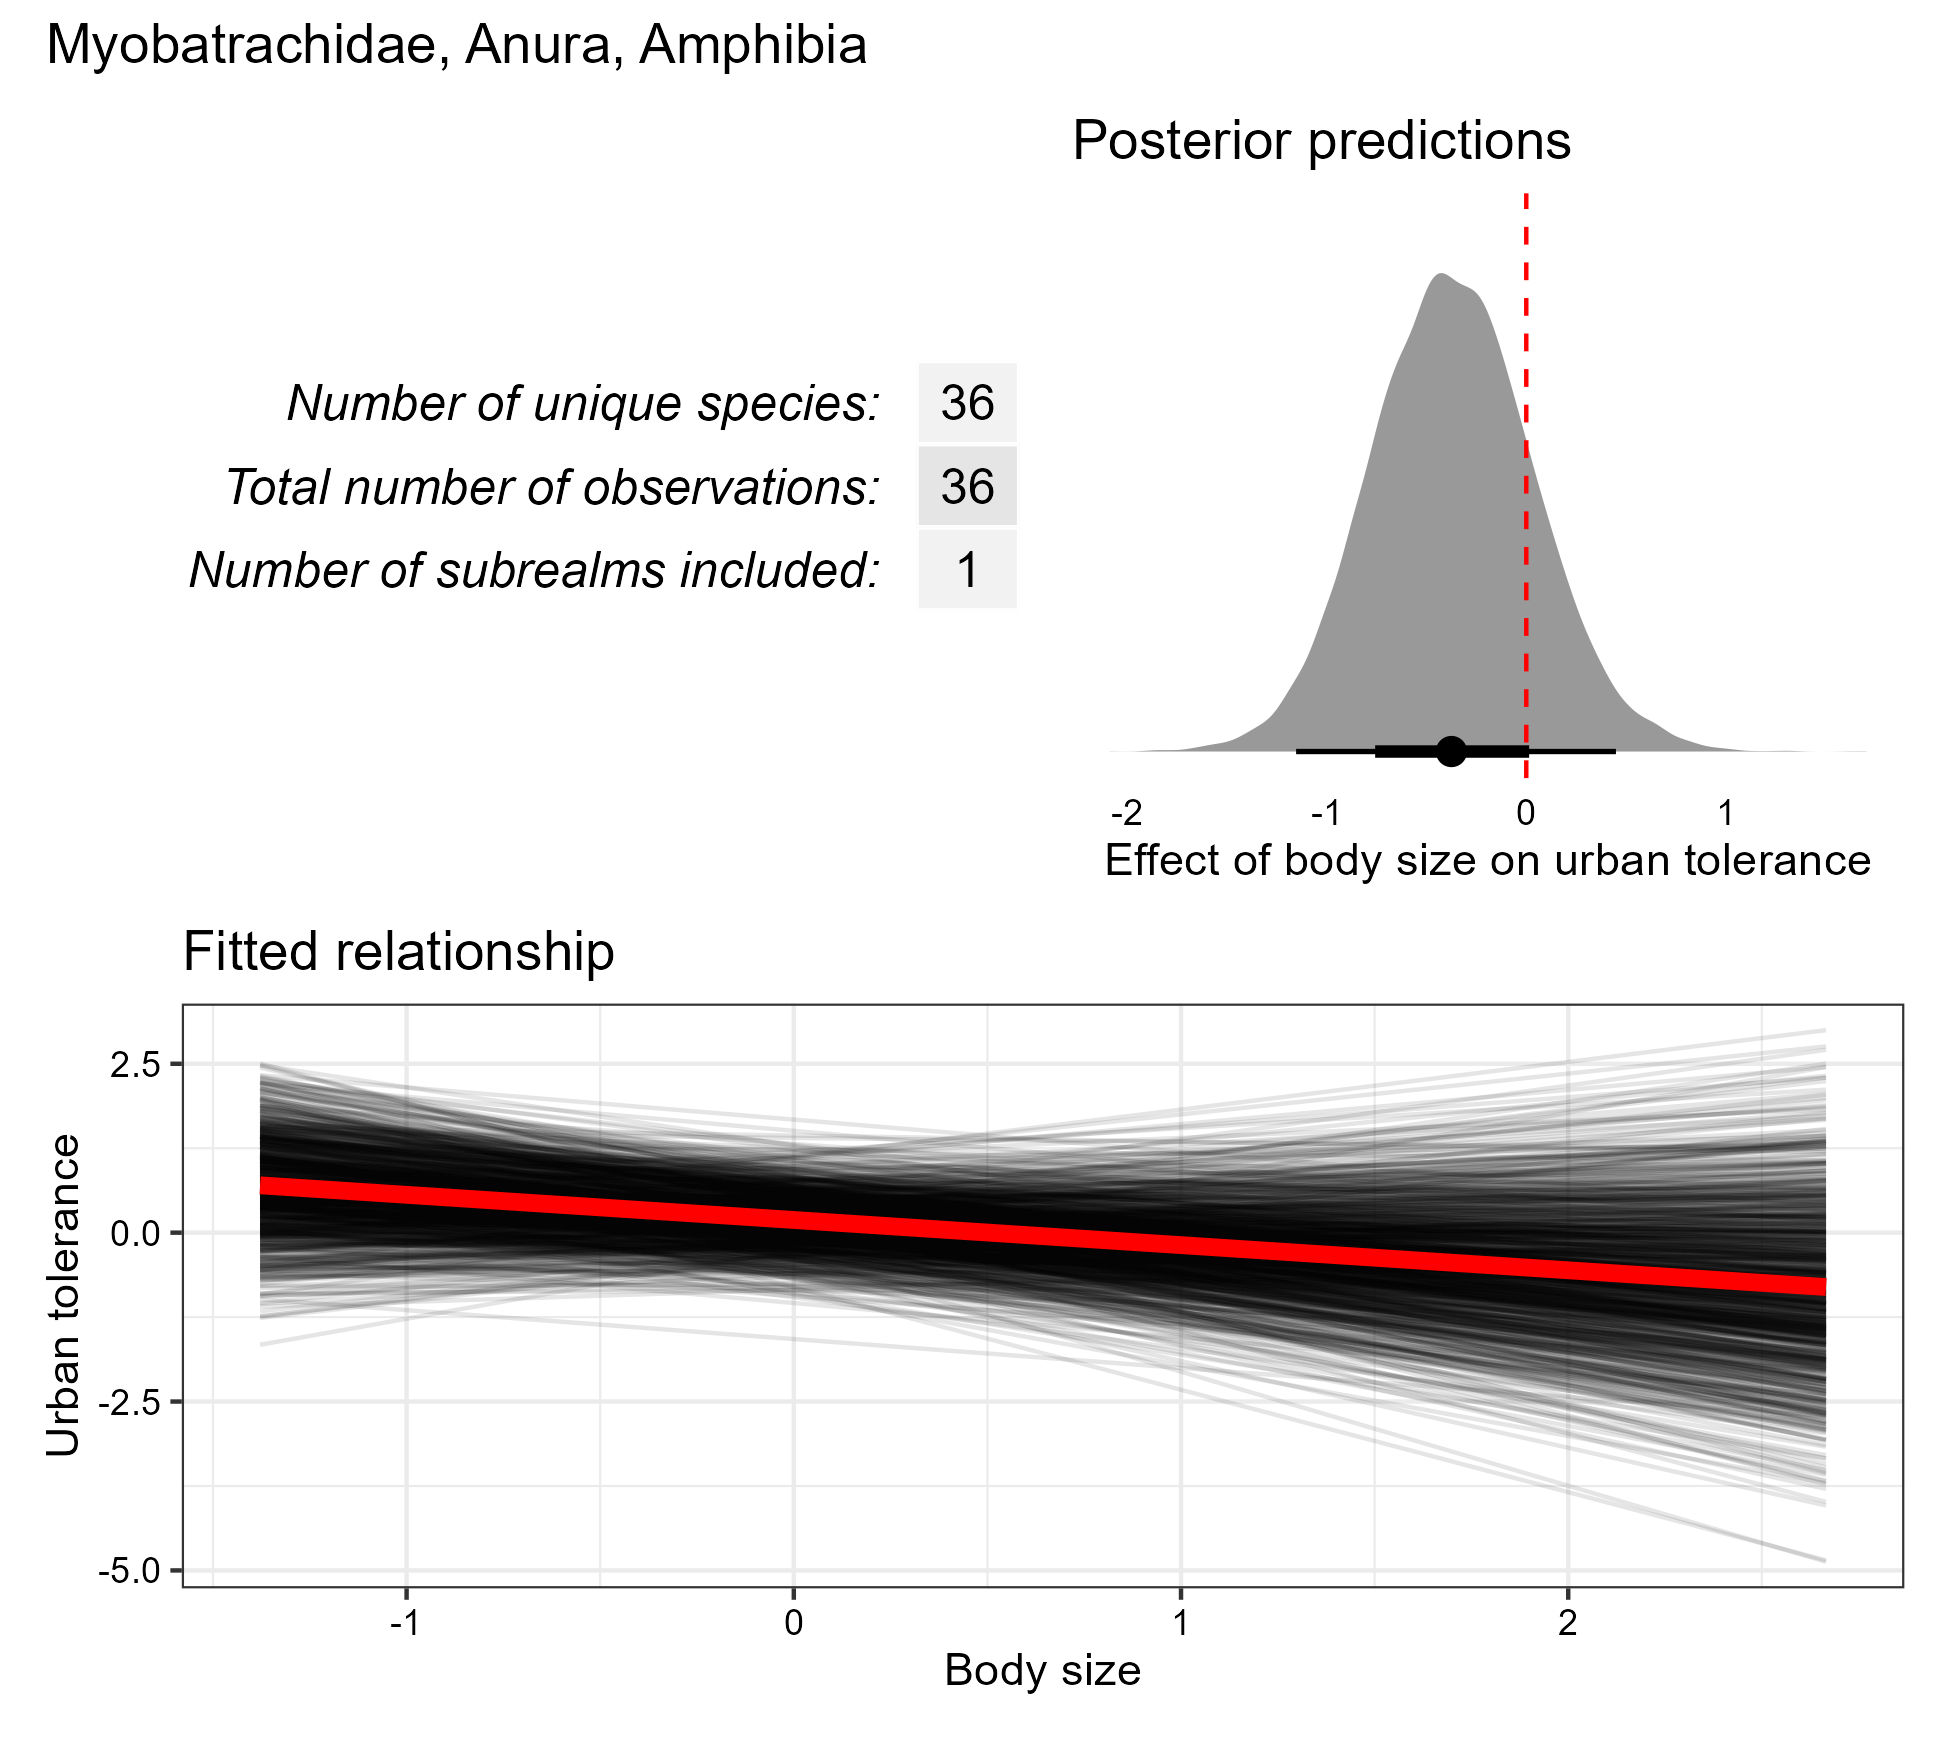 Myobatrachidae, Anura, Amphibia
Posterior predictions
Number of unique species: 36
Total number of observations: 36
Number of subrealms included: 1
-2 -1 0 1
Effect of body size on urban tolerance
Fitted relationship
2.5
0.0
-2.5
-5.0
Urban tolerance
-1 0 1 2
Body size